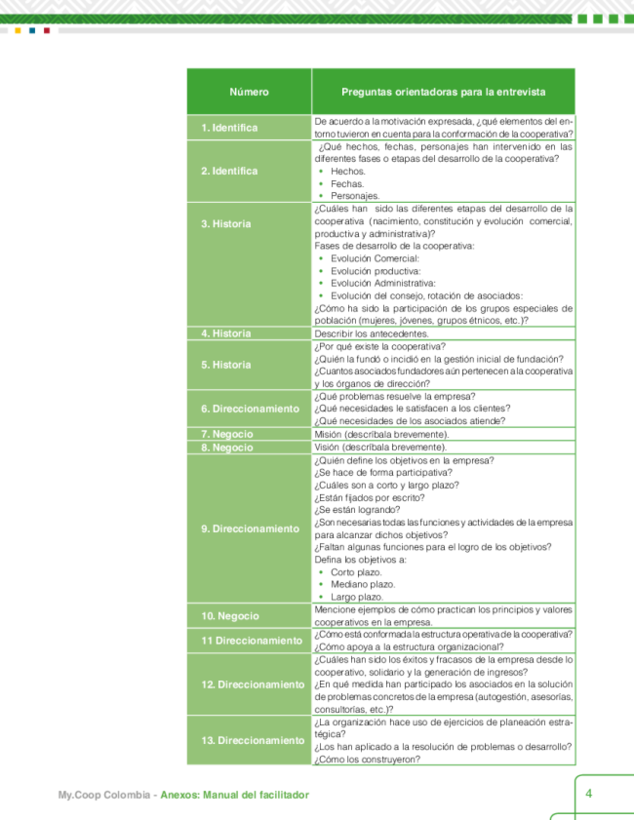 Número
Preguntas orientadoras para la entrevista
1. Identifica
De acuerdo a la motivación expresada, ¿qué elementos del en-
torno tuvieron en cuenta para la conformación de la cooperativa?
2. Identifica
¿Qué hechos, fechas, personajes han intervenido en las
diferentes fases o etapas del desarrollo de la cooperativa?
• Hechos.
• Fechas.
• Personajes.
3. Historia
¿Cuáles han sido las diferentes etapas del desarrollo de la
cooperativa (nacimiento, constitución y evolución comercial,
productiva y administrativa)?
Fases de desarrollo de la cooperativa:
• Evolución Comercial:
• Evolución productiva:
• Evolución Administrativa:
• Evolución del consejo, rotación de asociados:
¿Cómo ha sido la participación de los grupos especiales de
población (mujeres, jóvenes, grupos étnicos, etc.)?
4. Historia
Describir los antecedentes.
5. Historia
¿Por qué existe la cooperativa?
¿Quién la fundó o incidió en la gestión inicial de fundación?
¿Cuantos asociados fundadores aún pertenecen a la cooperativa
y los órganos de dirección?
6. Direccionamiento
¿Qué problemas resuelve la empresa?
¿Qué necesidades le satisfacen a los clientes?
¿Qué necesidades de los asociados atiende?
7. Negocio
Misión (descríbala brevemente).
8. Negocio
Visión (descríbala brevemente).
9. Direccionamiento
¿Quién define los objetivos en la empresa?
¿Se hace de forma participativa?
¿Cuáles son a corto y largo plazo?
¿Están fijados por escrito?
¿Se están logrando?
¿Son necesarias todas las funciones y actividades de la empresa
para alcanzar dichos objetivos?
¿Faltan algunas funciones para el logro de los objetivos?
Defina los objetivos a:
• Corto plazo.
• Mediano plazo.
• Largo plazo.
10. Negocio
Mencione ejemplos de cómo practican los principios y valores
cooperativos en la empresa.
11 Direccionamiento
¿Cómo está conformada la estructura operativa de la cooperativa?
¿Cómo apoya a la estructura organizacional?
12. Direccionamiento
¿Cuáles han sido los éxitos y fracasos de la empresa desde lo
cooperativo, solidario y la generación de ingresos?
¿En qué medida han participado los asociados en la solución
de problemas concretos de la empresa (autogestión, asesorías,
consultorías, etc.)?
13. Direccionamiento
¿La organización hace uso de ejercicios de planeación estra-
tégica?
¿Los han aplicado a la resolución de problemas o desarrollo?
¿Cómo los construyeron?
My.Coop Colombia - Anexos: Manual del facilitador
4